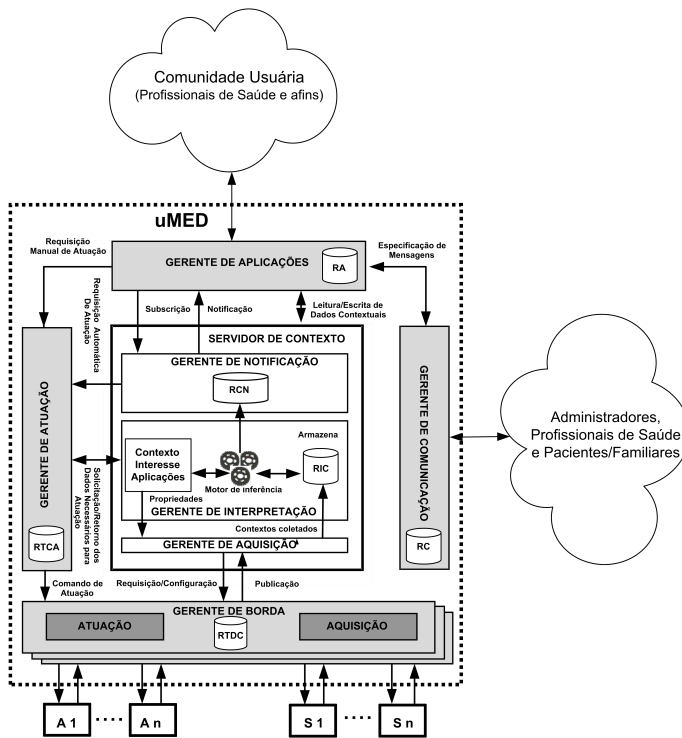 Comunidade Usuária
(Profissionais de Saúde e afins)
uMED
Requisição
Manual de Atuação
GERENTE DE APLICAÇÕES
RA
Especificação de
Mensagens
Requisição Automática
De Atuação
Subscrição
Notificação
Leitura/Escrita de
Dados Contextuais
SERVIDOR DE CONTEXTO
GERENTE DE NOTIFICAÇÃO
RCN
GERENTE DE ATUAÇÃO
RTCA
Solicitação/Retorno dos
Dados Necessários para
Atuação
Contexto
Interesse
Aplicações
Motor de inferência
Armazena
RIC
Propriedades
GERENTE DE INTERPRETAÇÃO
Contextos coletados
GERENTE DE AQUISIÇÃO
GERENTE DE COMUNICAÇÃO
RC
Administradores,
Profissionais de Saúde
e Pacientes/Familiares
Comando de
Atuação
Requisição/Configuração
Publicação
GERENTE DE BORDA
ATUAÇÃO
RTDC
AQUISIÇÃO
A 1
A n
S 1
S n